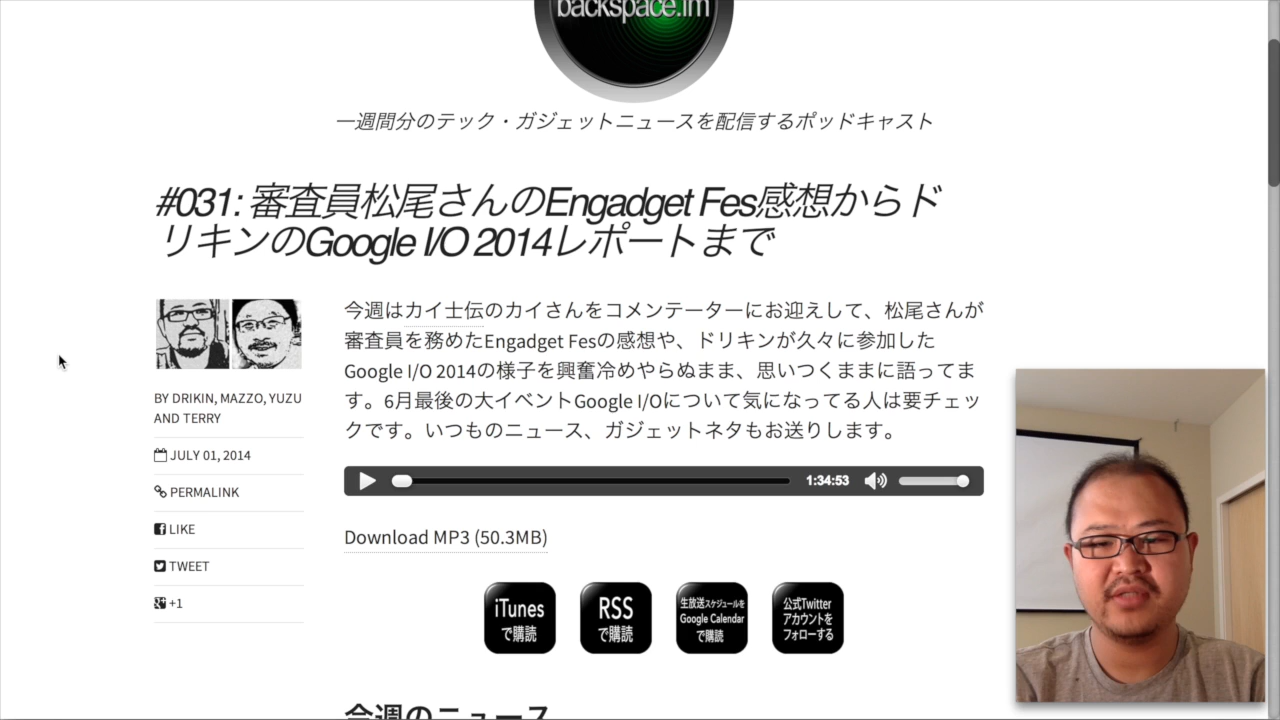 backspace.fm
一週間分のテック・ガジェットニュースを配信するポッドキャスト
#031: 審査員松尾さんのEngadget Fes感想からド
リキンのGoogle I/O 2014レポートまで
今週はカイ士伝のカイさんをコメンテーターにお迎えして、松尾さんが
審査員を務めたEngadget Fesの感想や、ドリキンが久々に参加した
Google I/O 2014の様子を興奮冷めやらぬまま、思いつくままに語ってま
す。6月最後の大イベントGoogle I/Oについて気になってる人は要チェッ
クです。いつものニュース、ガジェットネタもお送りします。
BY DRIKIN, MAZZO, YUZU
AND TERRY
JULY 01, 2014
PERMALINK
LIKE
TWEET
+1
1:34:53
Download MP3 (50.3MB)
iTunes
で購読
RSS
で購読
生放送スケジュールを
Google Calendar
で購読
公式Twitter
アカウントを
フォローする
今週のニュース